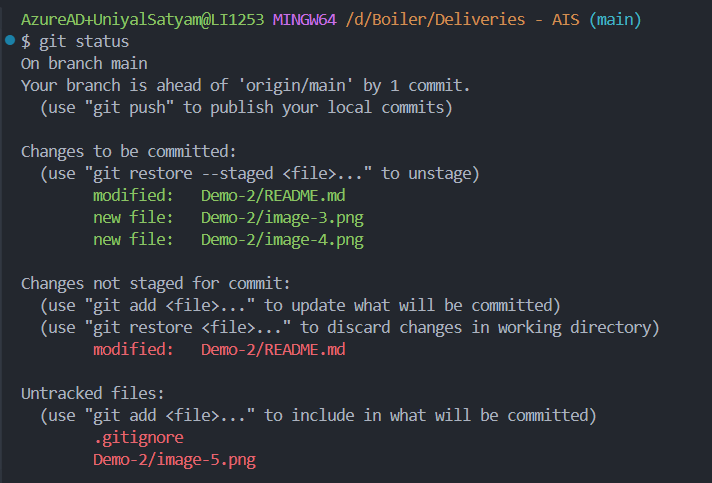 AzureAD+UniyalSatyam@LI1253 MINGW64 /d/Boiler/Deliveries - AIS (main)
$ git status
On branch main
Your branch is ahead of 'origin/main' by 1 commit.
  (use "git push" to publish your local commits)

Changes to be committed:
  (use "git restore --staged <file>..." to unstage)
        modified:   Demo-2/README.md
        new file:   Demo-2/image-3.png
        new file:   Demo-2/image-4.png

Changes not staged for commit:
  (use "git add <file>..." to update what will be committed)
  (use "git restore <file>..." to discard changes in working directory)
        modified:   Demo-2/README.md

Untracked files:
  (use "git add <file>..." to include in what will be committed)
        .gitignore
        Demo-2/image-5.png